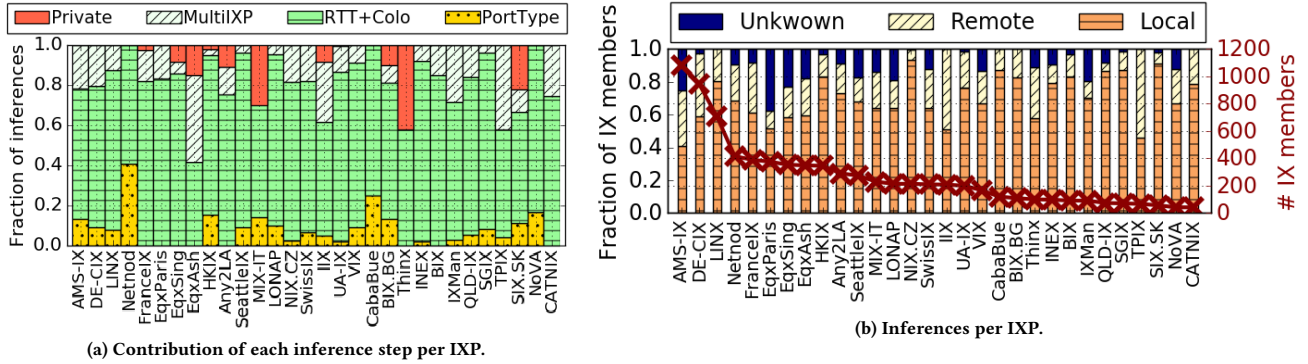 Private MultiIXP RTT+Colo PortType
Fraction of inferences
1.0
0.8
0.6
0.4
0.2
0.0
AMS-IX
DE-CIX
LINX
Netnod
FranceIX
EqxParis
EqxSing
EqxAsh
HKIX
Any2LA
SeattleIX
MIX-IT
LONAP
NIX.CZ
SwissIX
IIX
UA-IX
VIX
CabaBue
BIX.BG
Thinx
INEX
BIX
IXMan
QLD-IX
SGIX
TPIX
SIX.SK
NoVA
CATNIX
(a) Contribution of each inference step per IXP.
Unkwown Remote Local
Fraction of IX members
1.0
0.8
0.6
0.4
0.2
0.0
1200
1000
800
600
400
200
0
# IX members
AMS-IX
DE-CIX
LINX
Netnod
FranceIX
EqxParis
EqxSing
EqxAsh
HKIX
Any2LA
SeattleIX
MIX-IT
LONAP
NIX.CZ
SwissIX
IIX
UA-IX
VIX
CabaBue
BIX.BG
Thinx
INEX
BIX
IXMan
QLD-IX
SGIX
TPIX
SIX.SK
NoVA
CATNIX
(b) Inferences per IXP.